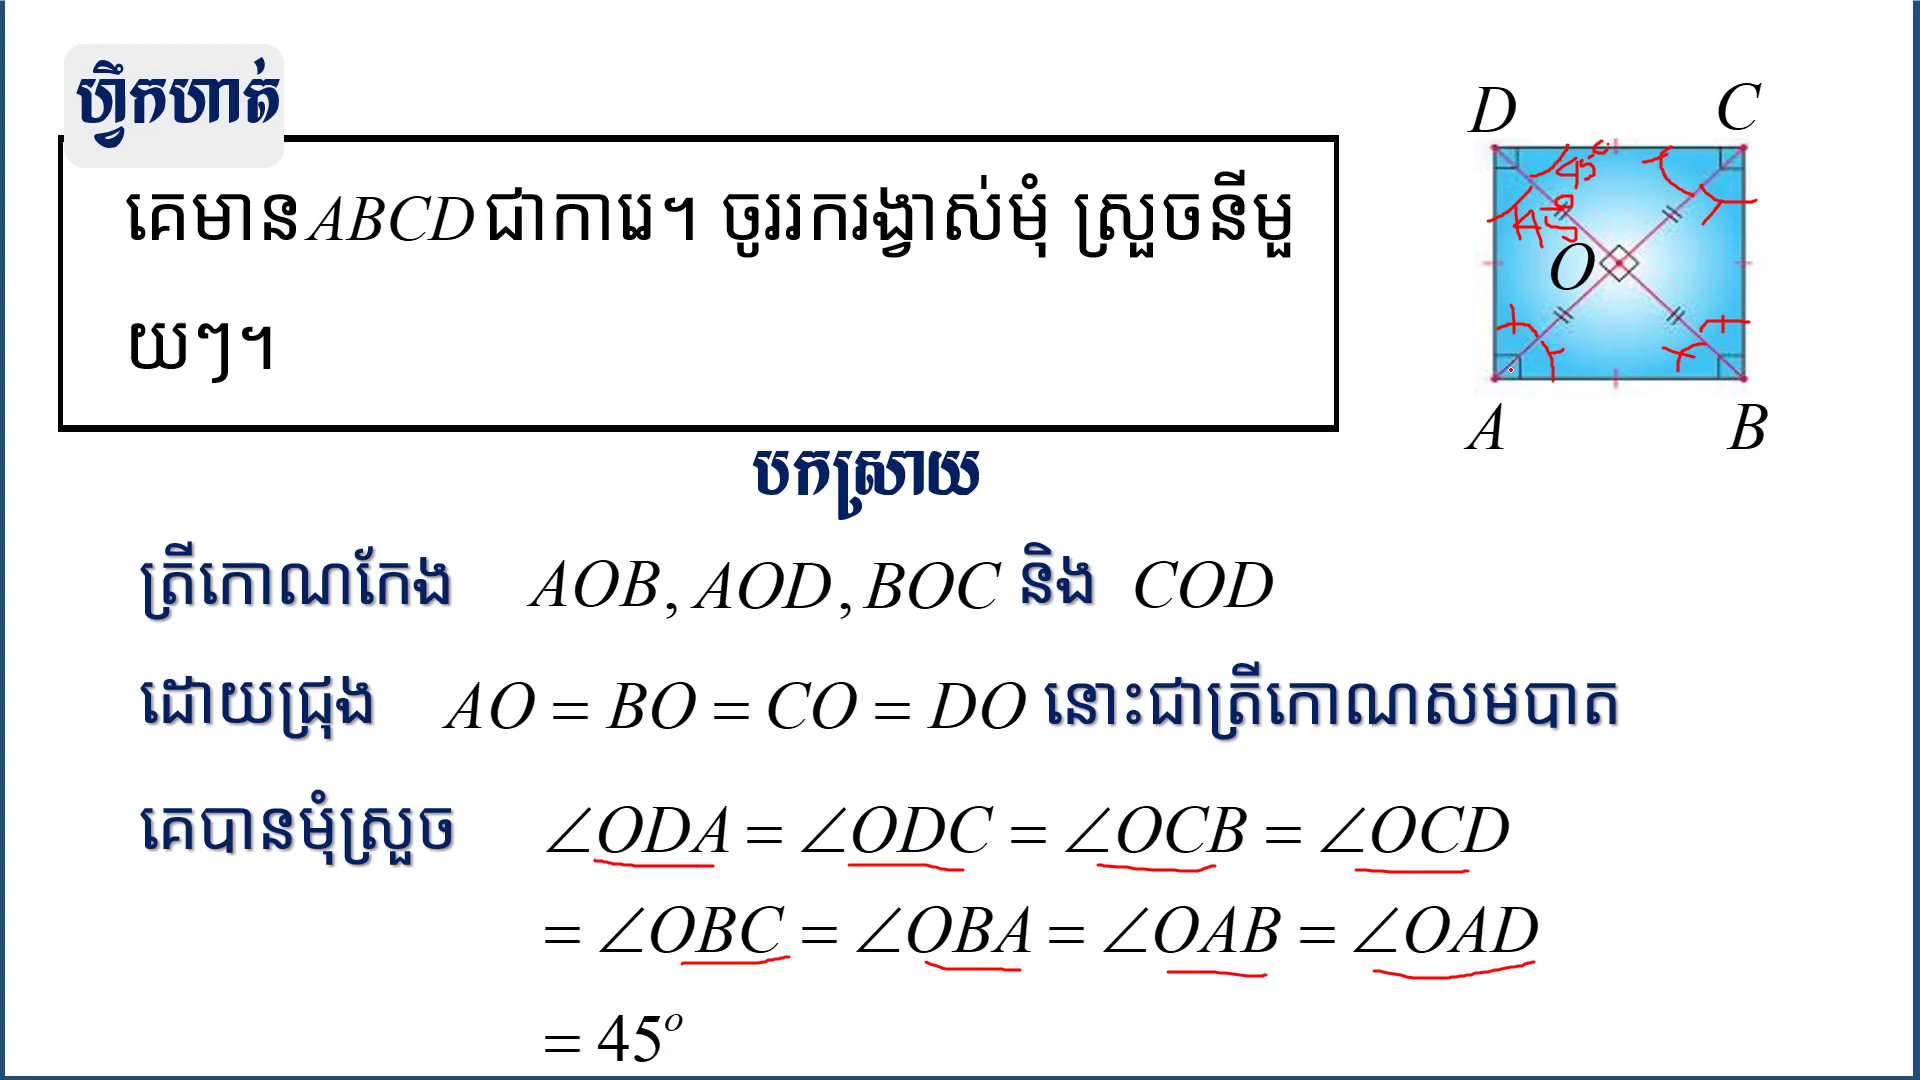 ហ្វឹកហាត់
គេមាន ABCD ជាការេ។ ចូររករង្វាស់មុំ ស្រួចនីមួ
យៗ។
D C
45°
45°
O
A B
បកស្រាយ
ត្រីកោណកែង AOB, AOD, BOC និង COD
ដោយជ្រុង AO = BO = CO = DO នោះជាត្រីកោណសមបាត
គេបានមុំស្រួច ∠ODA = ∠ODC = ∠OCB = ∠OCD
= ∠OBC = ∠OBA = ∠OAB = ∠OAD
= 45°